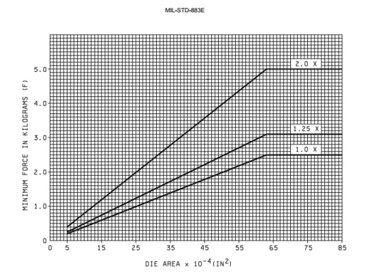 MIL-STD-883E
2.0 X
1.25 X
1.0 X
5.0
4.0
3.0
2.0
1.0
0
MINIMUM FORCE IN KILOGRAMS (F)
0 5 15 25 35 45 55 65 75 85
DIE AREA x 10⁻⁴ (IN²)